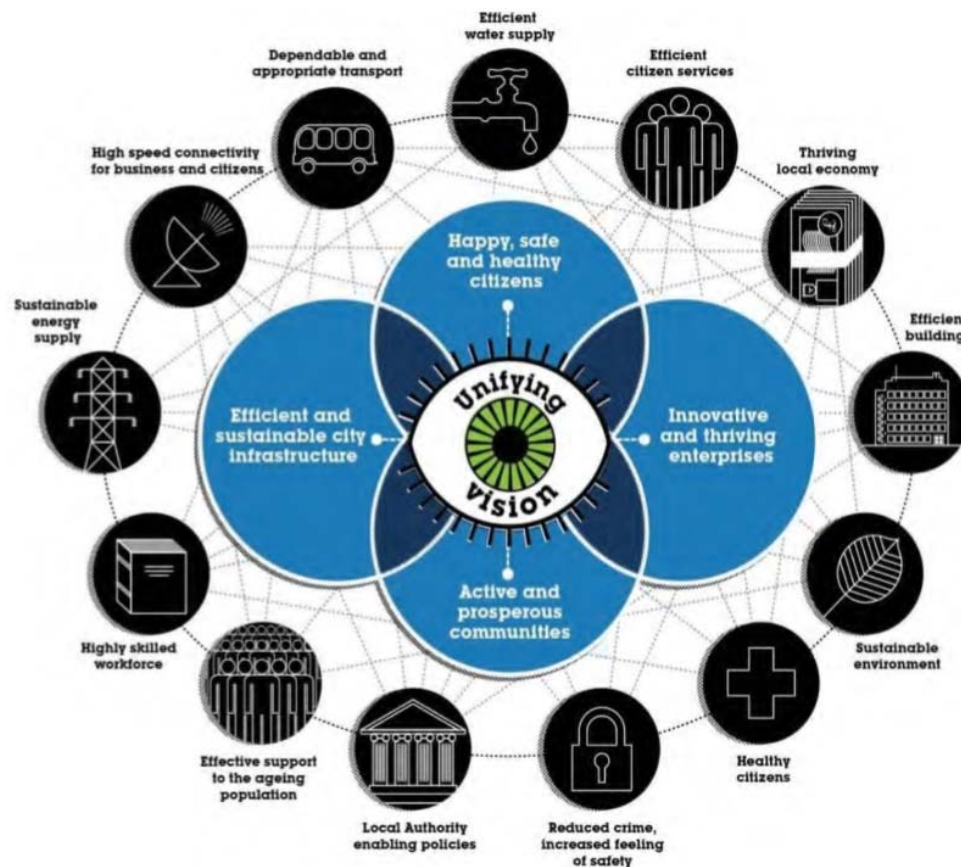 Efficient
water supply
Dependable and
appropriate transport
Efficient
citizen services
High speed connectivity
for business and citizens
Thriving
local economy
Happy, safe
and healthy
citizens
Sustainable
energy
supply
Efficient
building
Efficient and
sustainable city
infrastructure
Unifying
vision
Innovative
and thriving
enterprises
Active and
prosperous
communities
Highly skilled
workforce
Sustainable
environment
Effective support
to the ageing
population
Healthy
citizens
Local Authority
enabling policies
Reduced crime,
increased feeling
of safety